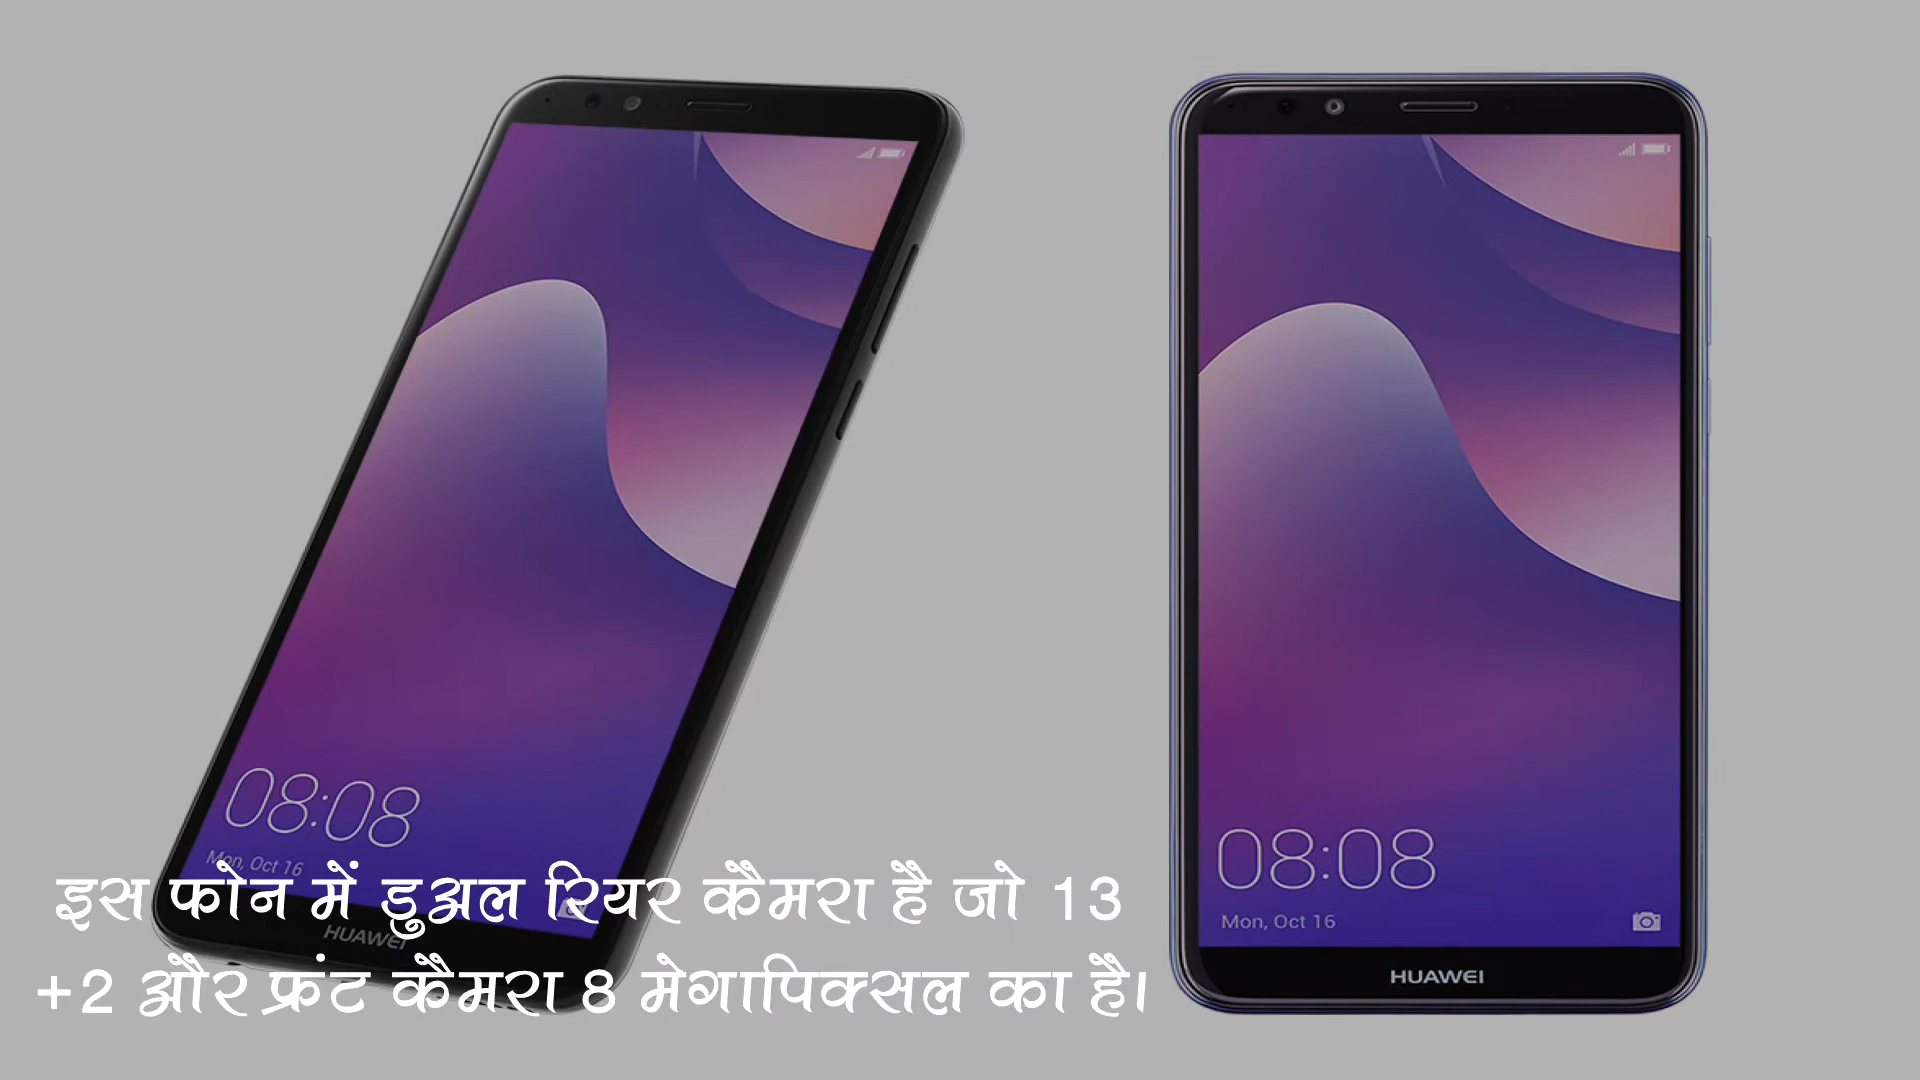 08:08
Mon, Oct 16
HUAWEI
08:08
Mon, Oct 16
HUAWEI
इस फोन में डुअल रियर कैमरा है जो 13
+2 और फ्रंट कैमरा 8 मेगापिक्सल का है।